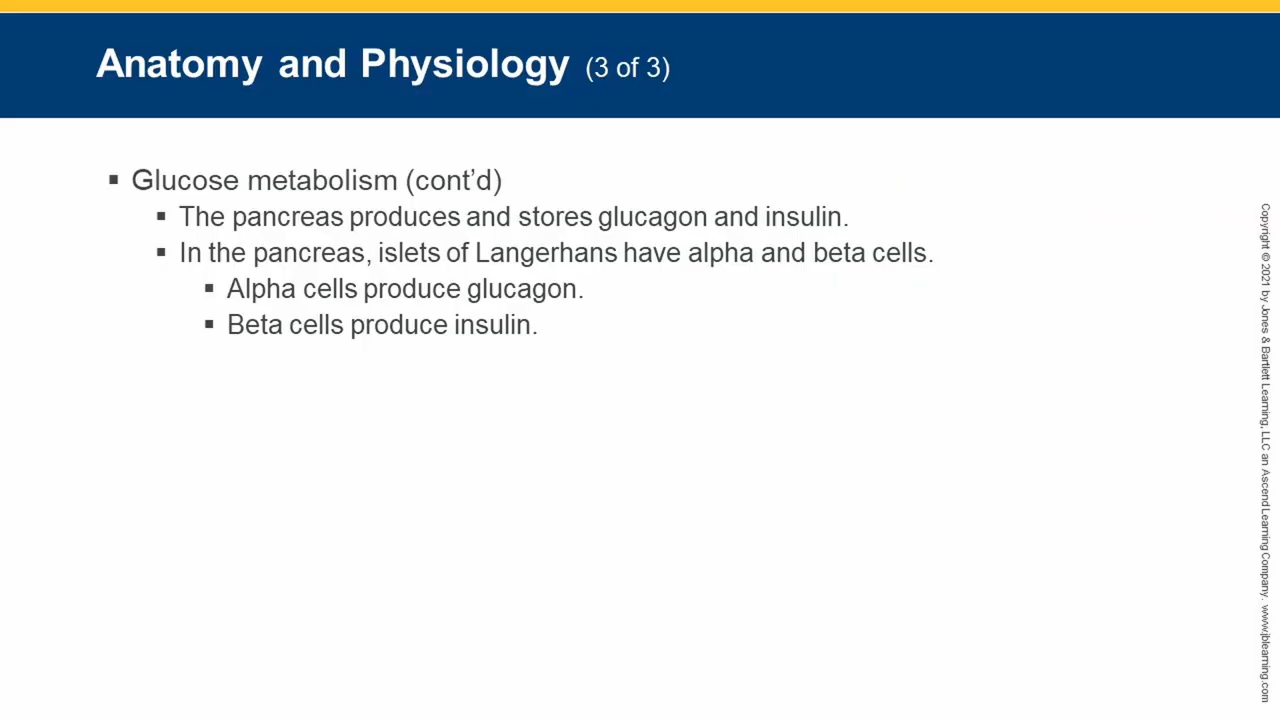 Anatomy and Physiology (3 of 3)
▪ Glucose metabolism (cont’d)
▪ The pancreas produces and stores glucagon and insulin.
▪ In the pancreas, islets of Langerhans have alpha and beta cells.
▪ Alpha cells produce glucagon.
▪ Beta cells produce insulin.
Copyright © 2021 by Jones & Bartlett Learning, LLC an Ascend Learning Company. www.jblearning.com